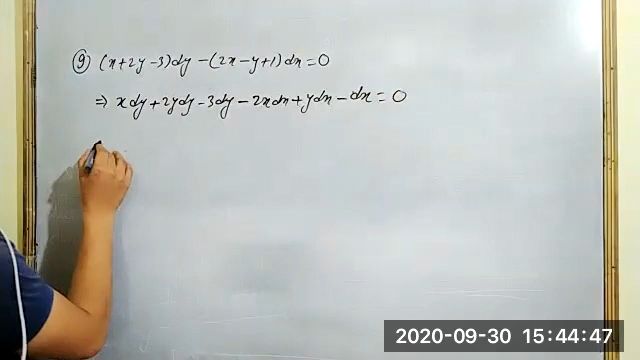 ⑨ (x+2y-3)dy-(2x-y+1)dx=0
⇒ xdy+2ydy-3dy-2xdx+ydx-dx=0
2020-09-30 15:44:47